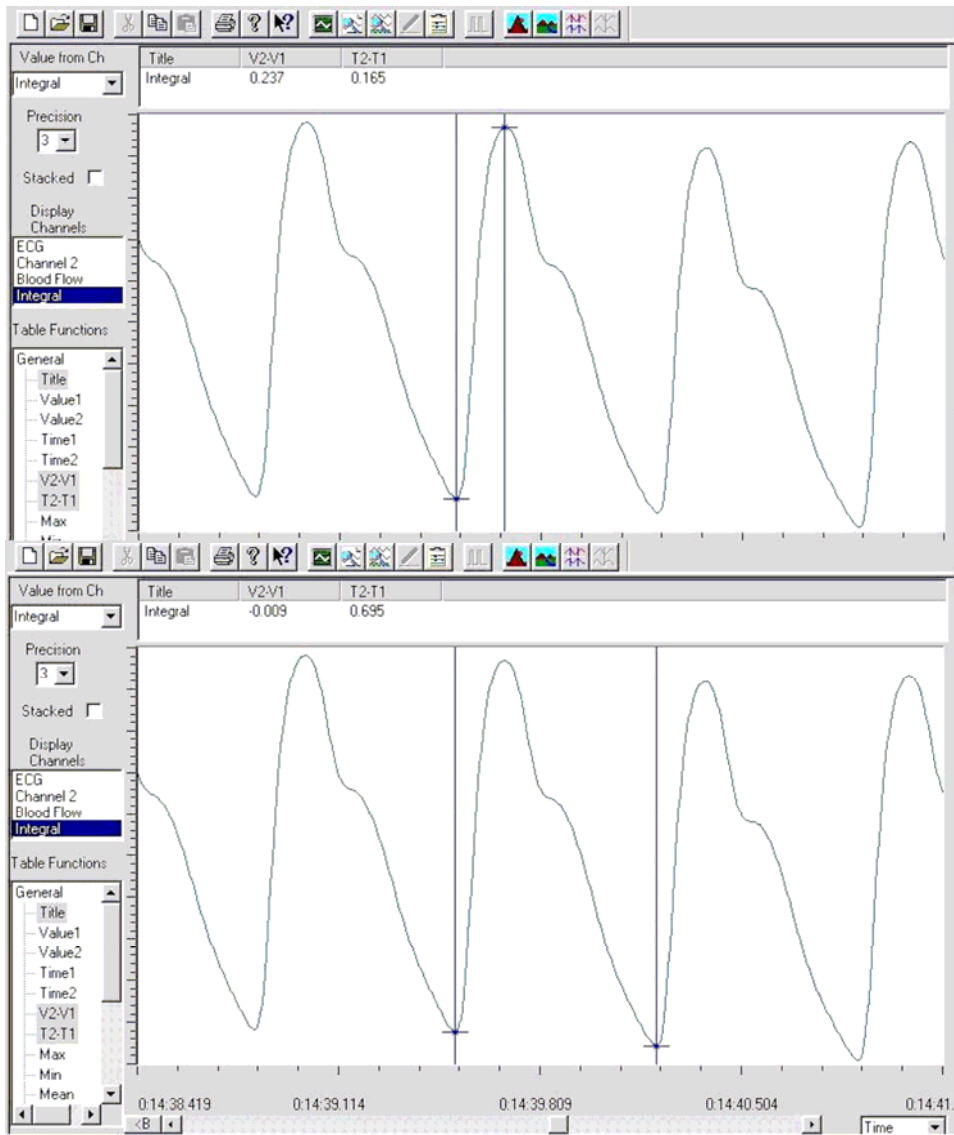 Value from Ch
Title V2-V1 T2-T1
Integral
Integral 0.237 0.165
Precision
3
Stacked
Display
Channels
ECG
Channel 2
Blood Flow
Integral
Table Functions
General
Title
Value1
Value2
Time1
Time2
V2-V1
T2-T1
Max
Value from Ch
Title V2-V1 T2-T1
Integral
Integral -0.009 0.695
Precision
3
Stacked
Display
Channels
ECG
Channel 2
Blood Flow
Integral
Table Functions
General
Title
Value1
Value2
Time1
Time2
V2-V1
T2-T1
Max
Min
Mean
0:14:38.419 0:14:39.114 0:14:39.809 0:14:40.504 0:14:41.
<B
Time